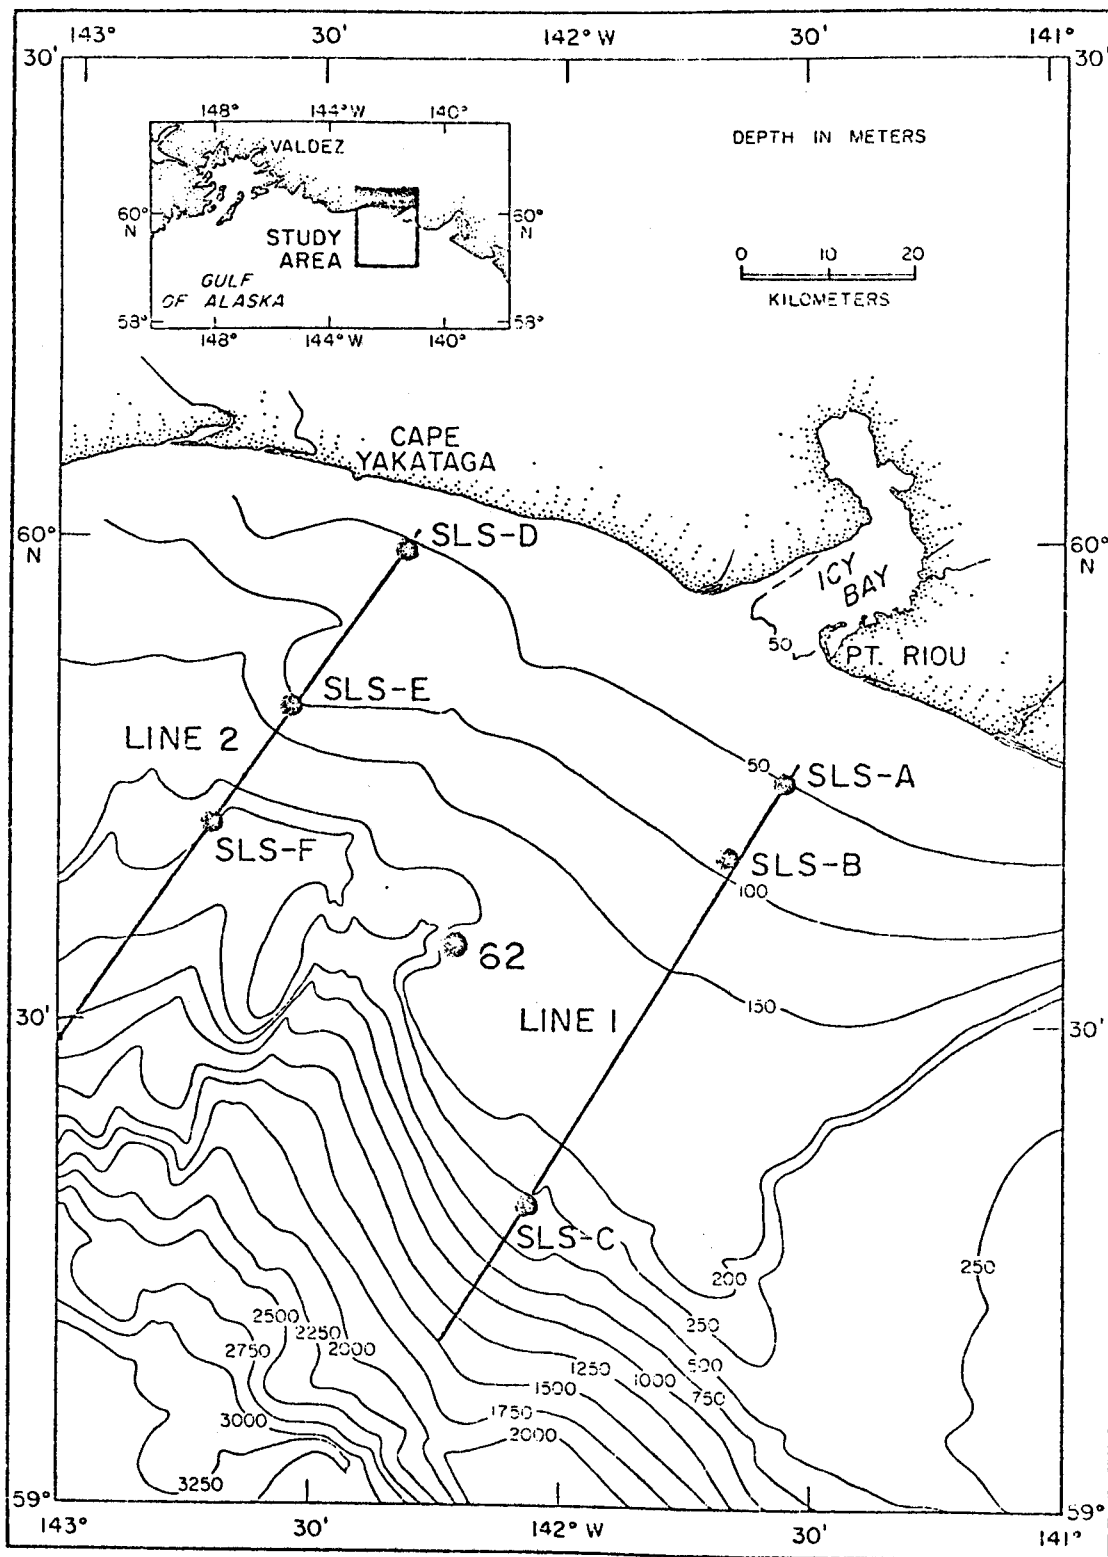 143° 30' 142° W 30' 141°
30' 30'
148° 144° W 140°
VALDEZ
DEPTH IN METERS
60° N 60° N
STUDY AREA
0 10 20
KILOMETERS
GULF OF ALASKA
58° 58°
148° 144° W 140°
CAPE YAKATAGA
60° N 60° N
SLS-D
ICY BAY
50
PT. RIOU
SLS-E
LINE 2
50
SLS-A
SLS-F
SLS-B
100
62
150
30' LINE 1 30'
SLS-C
200
250
250
2500
2250
2000
2750
500
1250
1000
750
1500
1750
3000
2000
3250
59° 59°
143° 30' 142° W 30' 141°